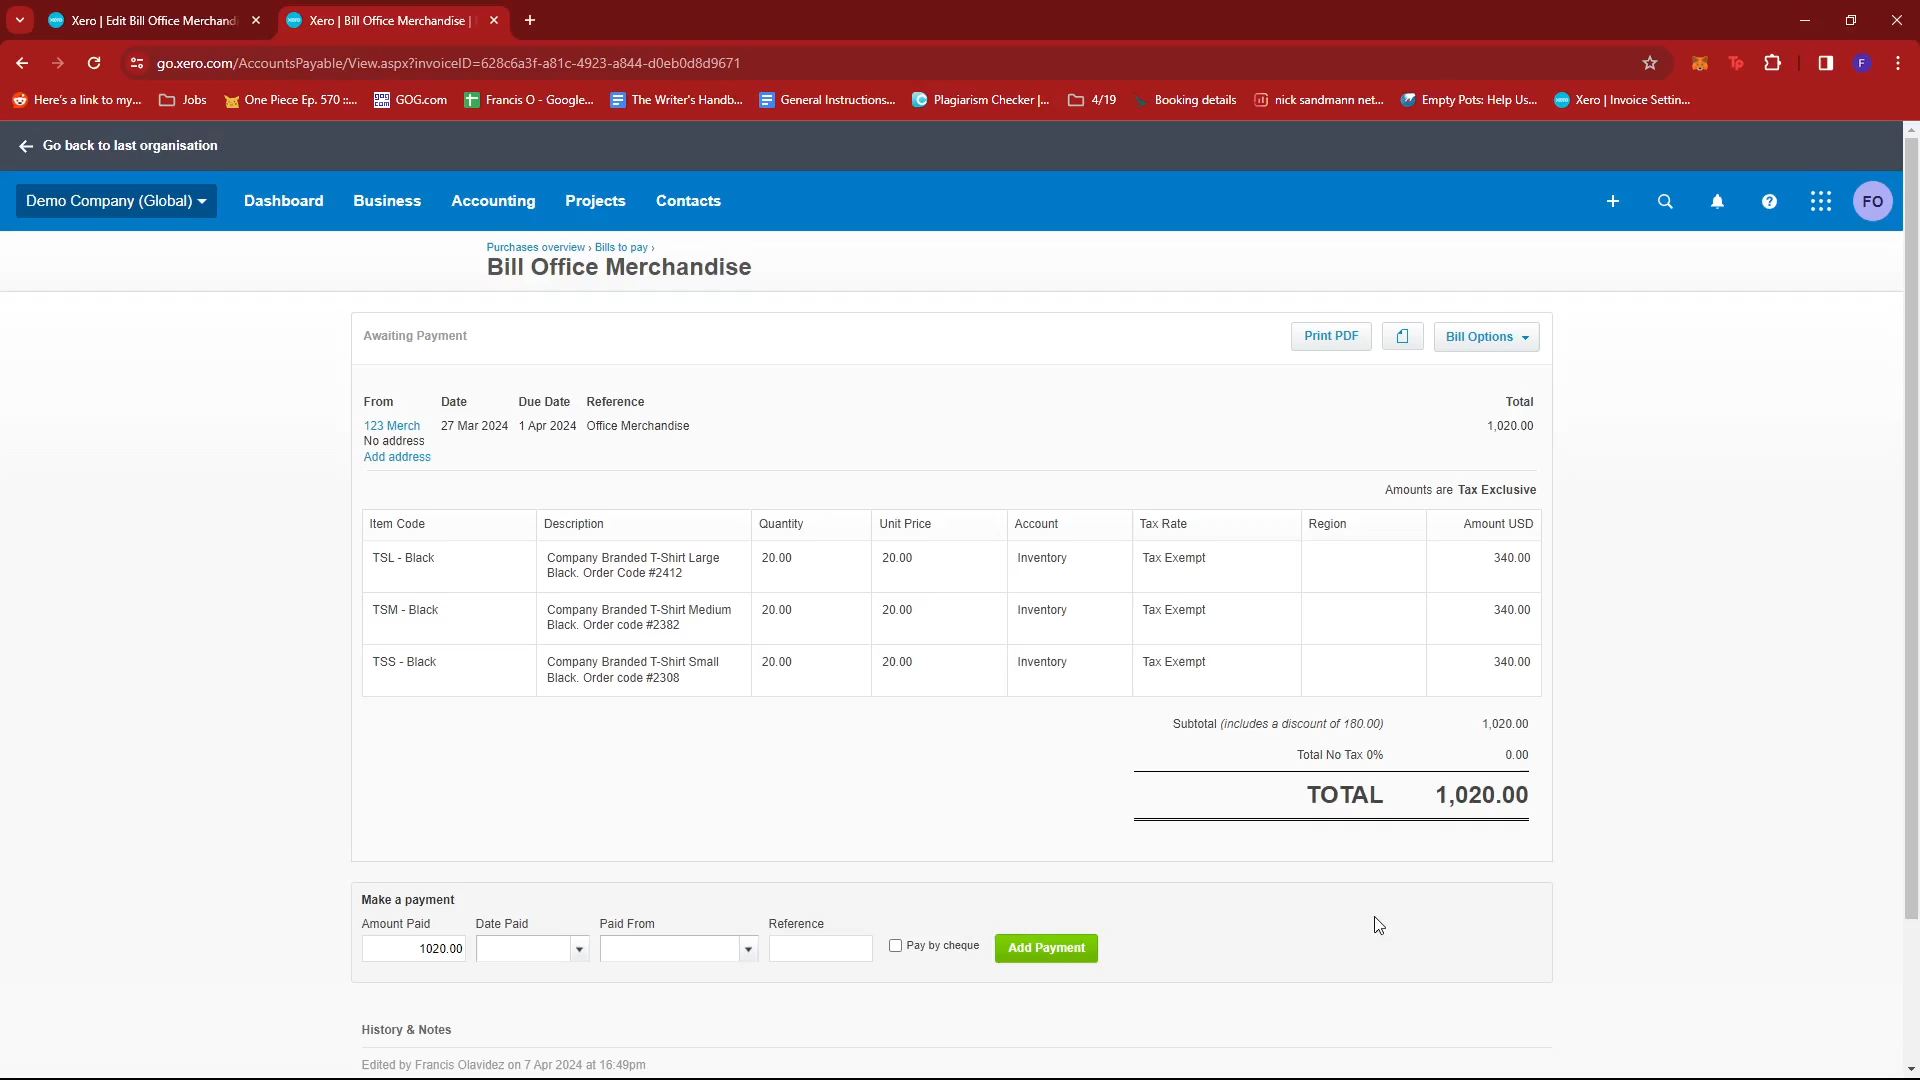 Xero | Edit Bill Office Merchand
Xero | Bill Office Merchandise |
go.xero.com/AccountsPayable/View.aspx?invoiceID=628c6a3f-a81c-4923-a844-d0eb0d8d9671
Tp
F
Here's a link to my...
Jobs
One Piece Ep. 570 ::...
GOG.com
Francis O - Google...
The Writer's Handb...
General Instructions...
Plagiarism Checker |...
4/19
Booking details
nick sandmann net...
Empty Pots: Help Us...
Xero | Invoice Settin...
Go back to last organisation
Demo Company (Global)
Dashboard
Business
Accounting
Projects
Contacts
FO
Purchases overview › Bills to pay ›
Bill Office Merchandise
Awaiting Payment
Print PDF
Bill Options
From Date Due Date Reference Total
123 Merch 27 Mar 2024 1 Apr 2024 Office Merchandise 1,020.00
No address
Add address
Amounts are Tax Exclusive
Item Code Description Quantity Unit Price Account Tax Rate Region Amount USD
TSL - Black Company Branded T-Shirt Large 20.00 20.00 Inventory Tax Exempt 340.00
Black. Order Code #2412
TSM - Black Company Branded T-Shirt Medium 20.00 20.00 Inventory Tax Exempt 340.00
Black. Order code #2382
TSS - Black Company Branded T-Shirt Small 20.00 20.00 Inventory Tax Exempt 340.00
Black. Order code #2308
Subtotal (includes a discount of 180.00) 1,020.00
Total No Tax 0% 0.00
TOTAL 1,020.00
Make a payment
Amount Paid Date Paid Paid From Reference
1020.00 Pay by cheque Add Payment
History & Notes
Edited by Francis Olavidez on 7 Apr 2024 at 16:49pm